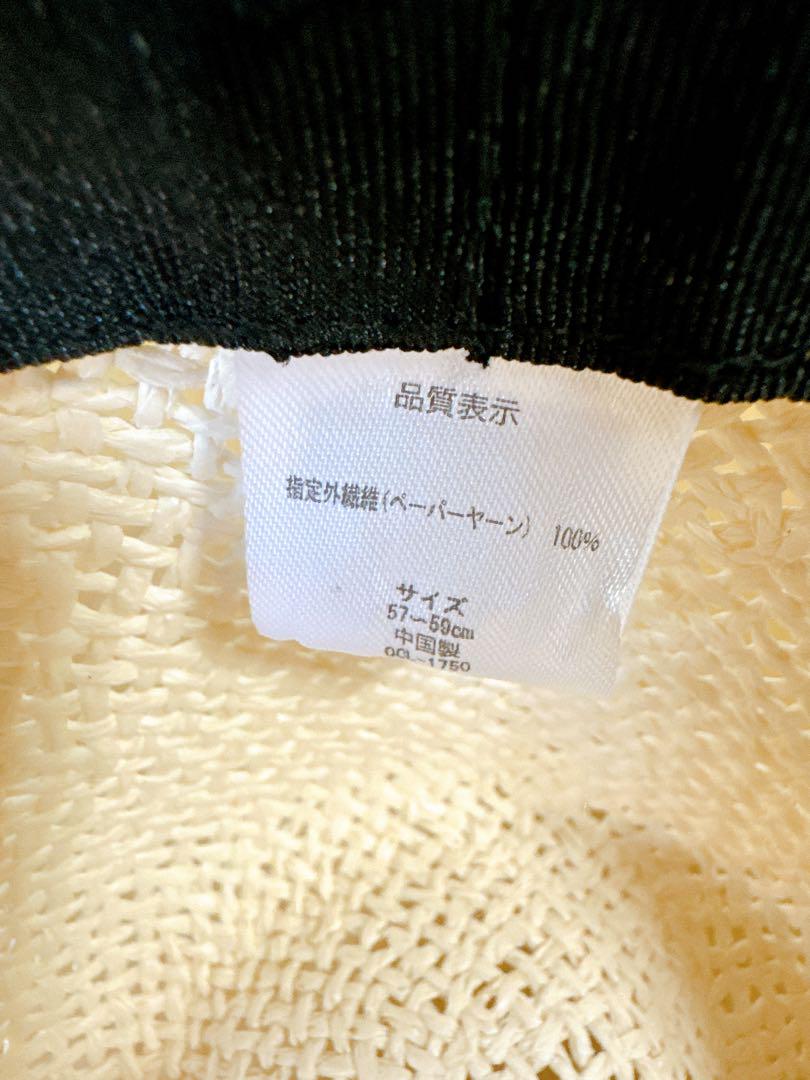 品質表示
指定外繊維(ペーパーヤーン) 100%
サイズ
57~59cm
中国製